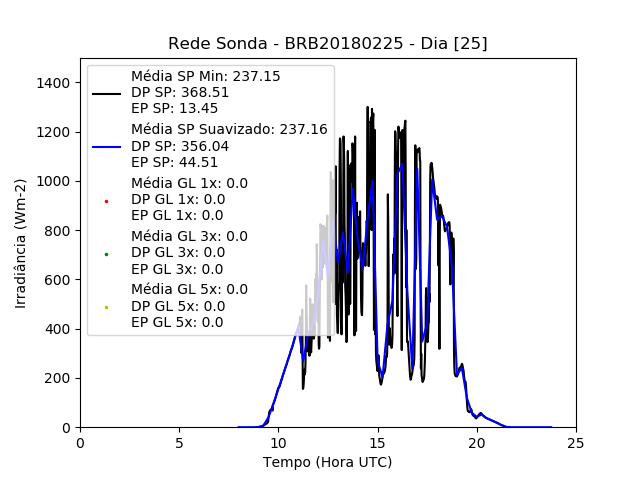 Rede Sonda - BRB20180225 - Dia [25]
Média SP Min: 237.15
DP SP: 368.51
EP SP: 13.45
Média SP Suavizado: 237.16
DP SP: 356.04
EP SP: 44.51
Média GL 1x: 0.0
DP GL 1x: 0.0
EP GL 1x: 0.0
Média GL 3x: 0.0
DP GL 3x: 0.0
EP GL 3x: 0.0
Média GL 5x: 0.0
DP GL 5x: 0.0
EP GL 5x: 0.0
Irradiância (Wm-2)
1400
1200
1000
800
600
400
200
0
0 5 10 15 20 25
Tempo (Hora UTC)